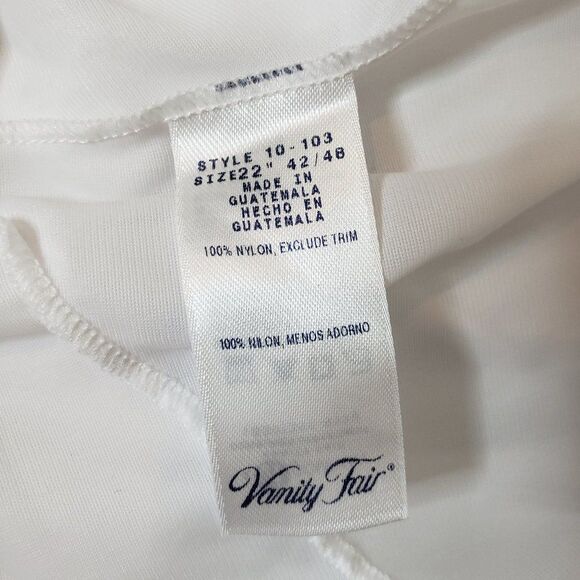 STYLE 10-103
SIZE22" 42/48
MADE IN
GUATEMALA
HECHO EN
GUATEMALA
100% NYLON, EXCLUDE TRIM
100% NILON, MENOS ADORNO
Vanity Fair®